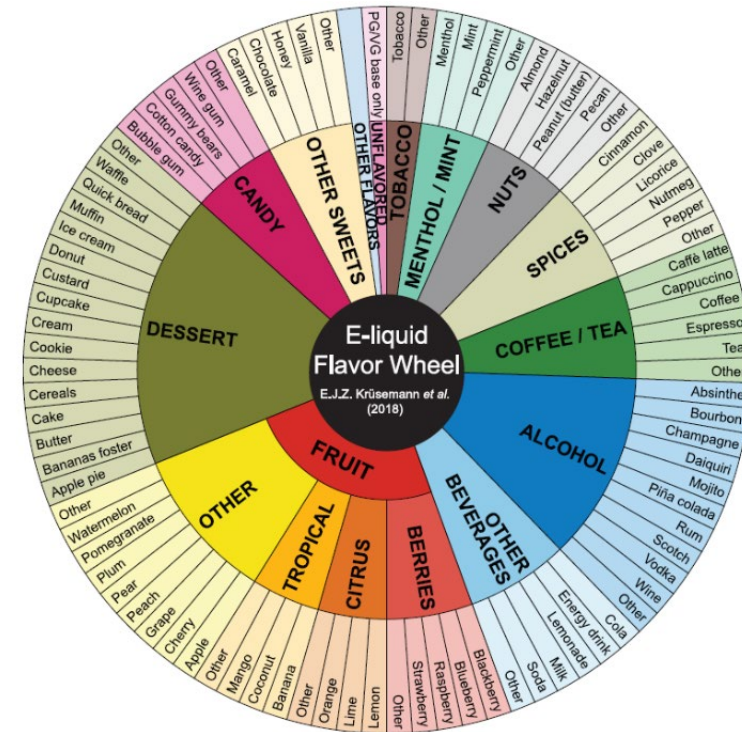 E-liquid
Flavor Wheel
E.J.Z. Krüsemann et al.
(2018)
TOBACCO
Tobacco
Other
MENTHOL / MINT
Menthol
Mint
Peppermint
Other
NUTS
Almond
Hazelnut
Peanut (butter)
Pecan
Other
SPICES
Cinnamon
Clove
Licorice
Nutmeg
Pepper
Other
COFFEE / TEA
Caffè latte
Cappuccino
Coffee
Espresso
Tea
Other
ALCOHOL
Absinthe
Bourbon
Champagne
Daiquiri
Mojito
Piña colada
Rum
Scotch
Vodka
Wine
Other
OTHER
BEVERAGES
Cola
Energy drink
Lemonade
Milk
Soda
Other
FRUIT
BERRIES
Blackberry
Blueberry
Raspberry
Strawberry
Other
CITRUS
Lemon
Lime
Orange
Other
TROPICAL
Banana
Coconut
Mango
Other
OTHER
Apple
Cherry
Grape
Peach
Pear
Plum
Pomegranate
Watermelon
Other
DESSERT
Apple pie
Bananas foster
Butter
Cake
Cereals
Cheese
Cookie
Cream
Cupcake
Custard
Donut
Ice cream
Muffin
Quick bread
Waffle
Other
CANDY
Bubble gum
Cotton candy
Gummy bears
Wine gum
Other
OTHER SWEETS
Caramel
Chocolate
Honey
Vanilla
Other
OTHER FLAVORS
UNFLAVORED
PG/VG base only